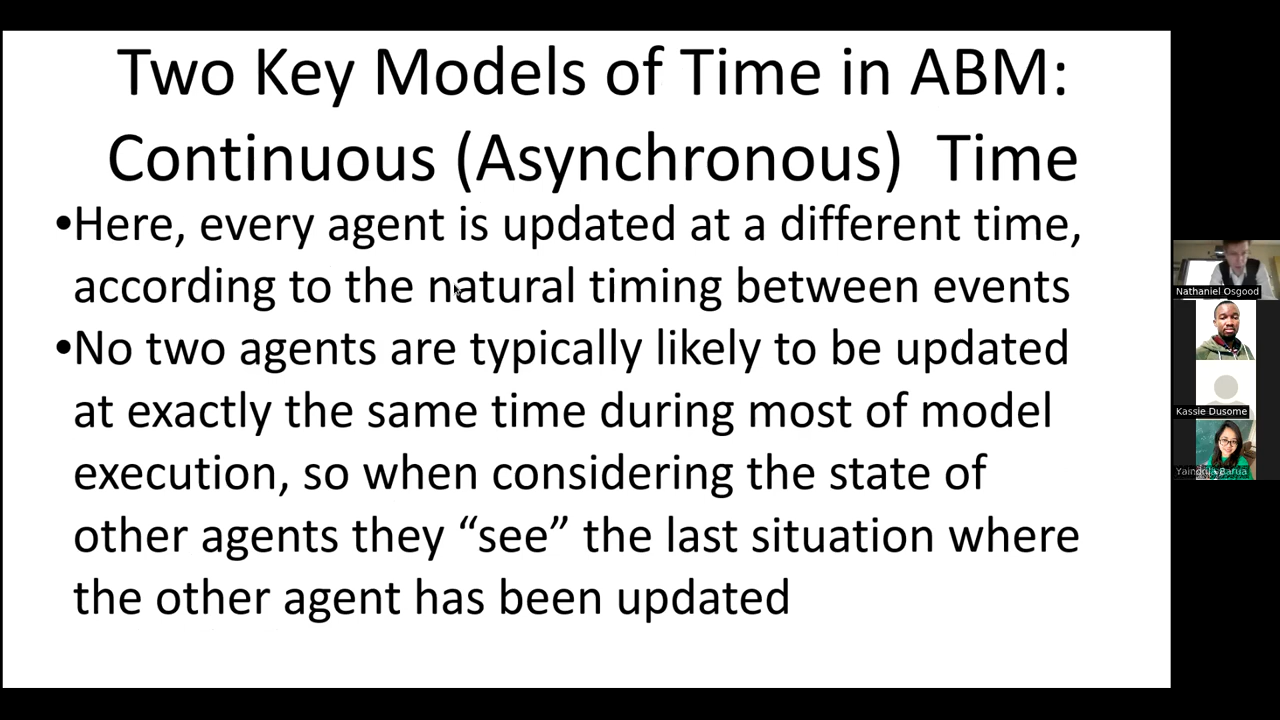 Two Key Models of Time in ABM:
Continuous (Asynchronous) Time
•Here, every agent is updated at a different time,
according to the natural timing between events
•No two agents are typically likely to be updated
at exactly the same time during most of model
execution, so when considering the state of
other agents they “see” the last situation where
the other agent has been updated
Nathaniel Osgood
Kassie Dusome